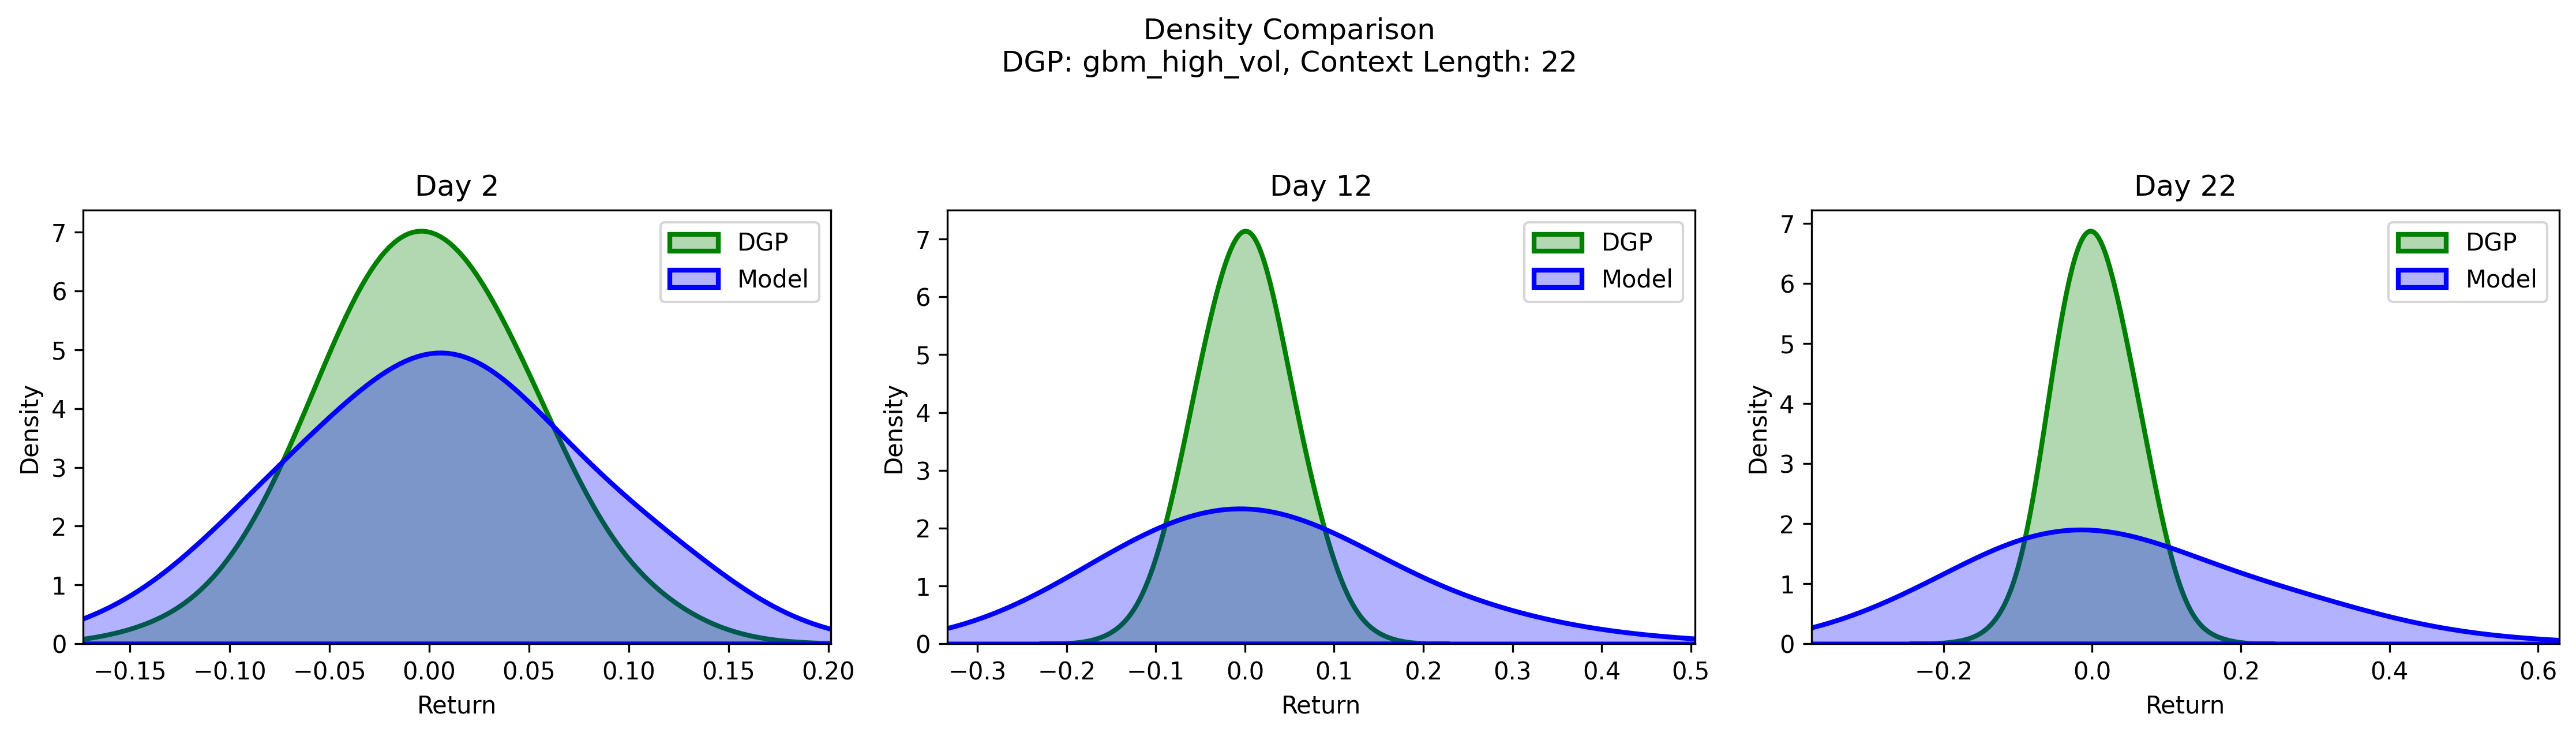 Density Comparison
DGP: gbm_high_vol, Context Length: 22
Day 2
Density
7
6
5
4
3
2
1
0
−0.15 −0.10 −0.05 0.00 0.05 0.10 0.15 0.20
Return
DGP
Model
Day 12
Density
7
6
5
4
3
2
1
0
−0.3 −0.2 −0.1 0.0 0.1 0.2 0.3 0.4 0.5
Return
DGP
Model
Day 22
Density
7
6
5
4
3
2
1
0
−0.2 0.0 0.2 0.4 0.6
Return
DGP
Model